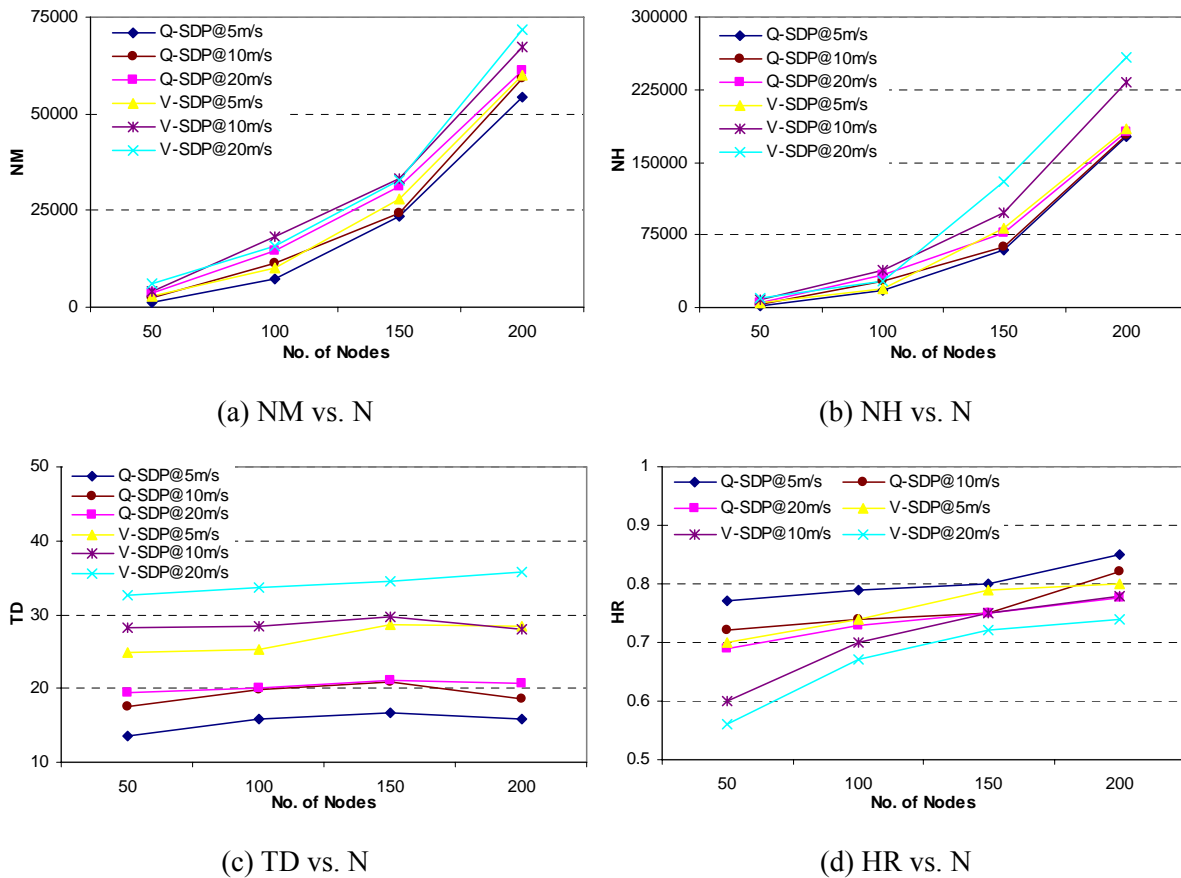 75000
50000
25000
0
NM
Q-SDP@5m/s
Q-SDP@10m/s
Q-SDP@20m/s
V-SDP@5m/s
V-SDP@10m/s
V-SDP@20m/s
50 100 150 200
No. of Nodes
(a) NM vs. N
300000
225000
150000
75000
0
NH
Q-SDP@5m/s
Q-SDP@10m/s
Q-SDP@20m/s
V-SDP@5m/s
V-SDP@10m/s
V-SDP@20m/s
50 100 150 200
No. of Nodes
(b) NH vs. N
50
40
30
20
10
TD
Q-SDP@5m/s
Q-SDP@10m/s
Q-SDP@20m/s
V-SDP@5m/s
V-SDP@10m/s
V-SDP@20m/s
50 100 150 200
No. of Nodes
(c) TD vs. N
1
0.9
0.8
0.7
0.6
0.5
HR
Q-SDP@5m/s Q-SDP@10m/s
Q-SDP@20m/s V-SDP@5m/s
V-SDP@10m/s V-SDP@20m/s
50 100 150 200
No. of Nodes
(d) HR vs. N